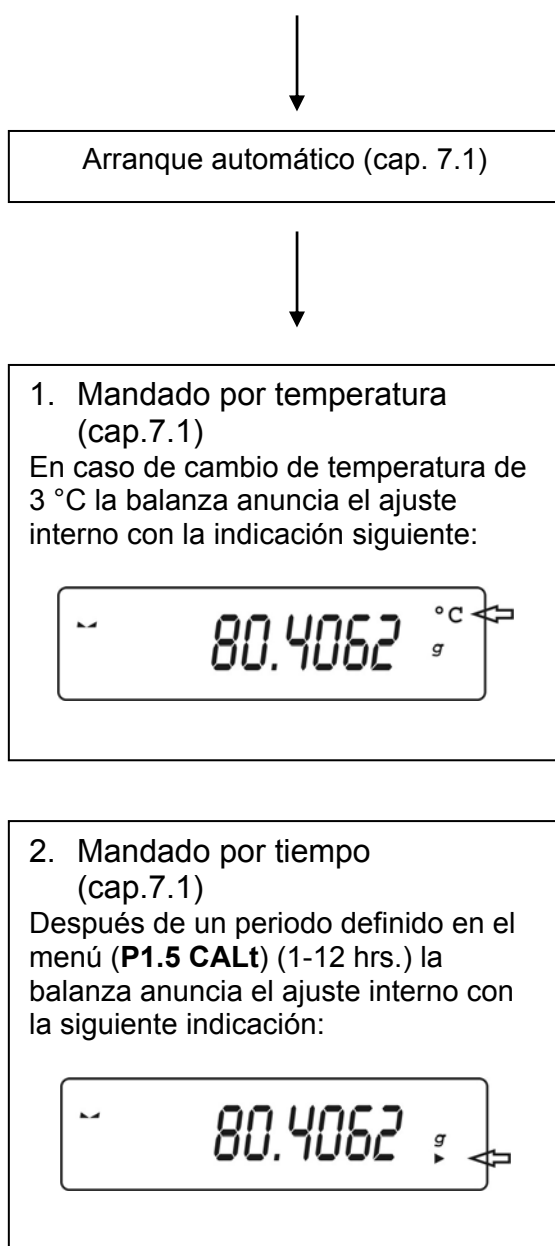 Arranque automático (cap. 7.1)
1. Mandado por temperatura
(cap.7.1)
En caso de cambio de temperatura de
3 °C la balanza anuncia el ajuste
interno con la indicación siguiente:
80.4062 °C
g
2. Mandado por tiempo
(cap.7.1)
Después de un periodo definido en el
menú (P1.5 CALt) (1-12 hrs.) la
balanza anuncia el ajuste interno con
la siguiente indicación:
80.4062 g